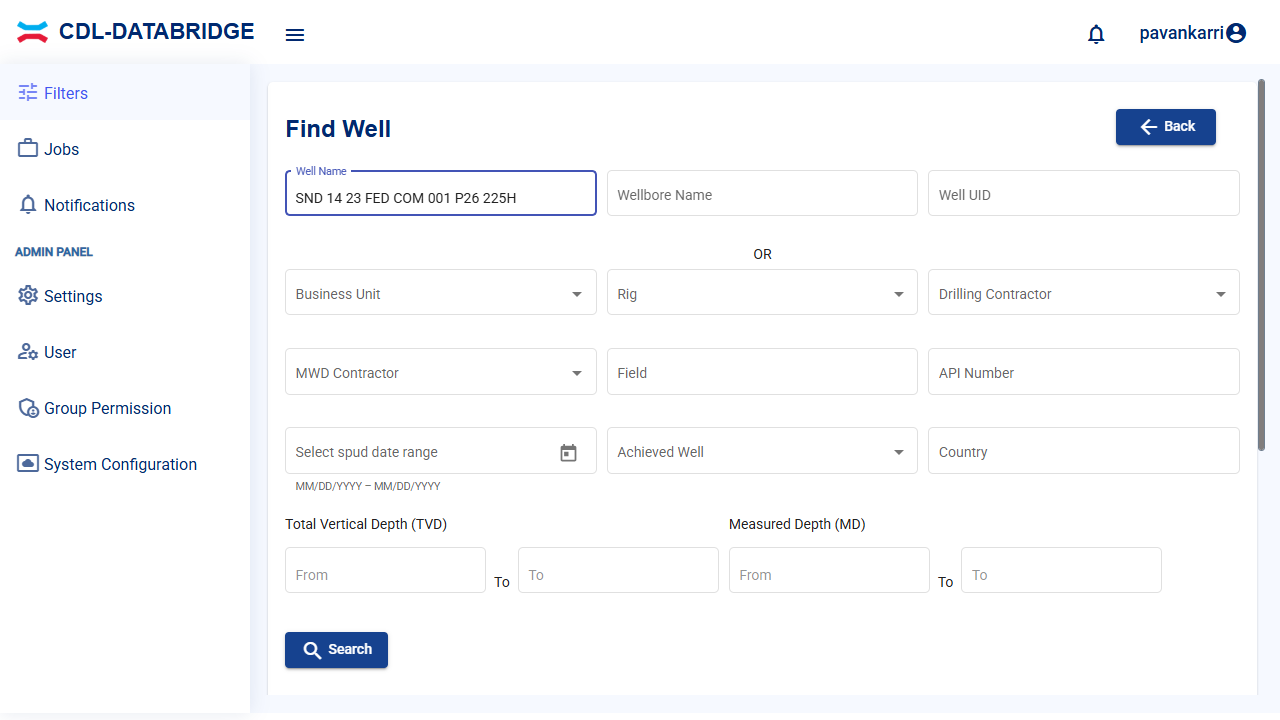 CDL-DATABRIDGE
pavankarri
Filters
Jobs
Notifications
ADMIN PANEL
Settings
User
Group Permission
System Configuration
Find Well
Back
Well Name
SND 14 23 FED COM 001 P26 225H
Wellbore Name
Well UID
OR
Business Unit
Rig
Drilling Contractor
MWD Contractor
Field
API Number
Select spud date range
Achieved Well
Country
MM/DD/YYYY – MM/DD/YYYY
Total Vertical Depth (TVD)
Measured Depth (MD)
From
To
To
From
To
To
Search